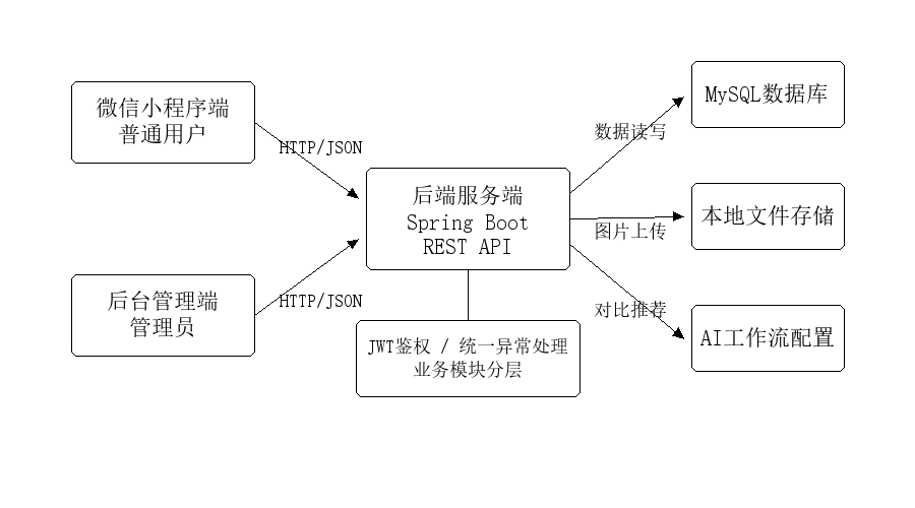 微信小程序端
普通用户
HTTP/JSON
后台管理端
管理员
HTTP/JSON
后端服务端
Spring Boot
REST API
JWT鉴权 / 统一异常处理
业务模块分层
数据读写
MySQL数据库
图片上传
本地文件存储
对比推荐
AI工作流配置